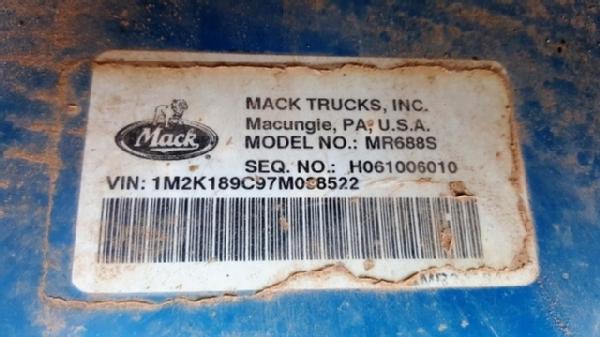 Mack
MACK TRUCKS, INC.
Macungie, PA, U.S.A.
MODEL NO.: MR688S
SEQ. NO.: H061006010
VIN: 1M2K189C97M038522